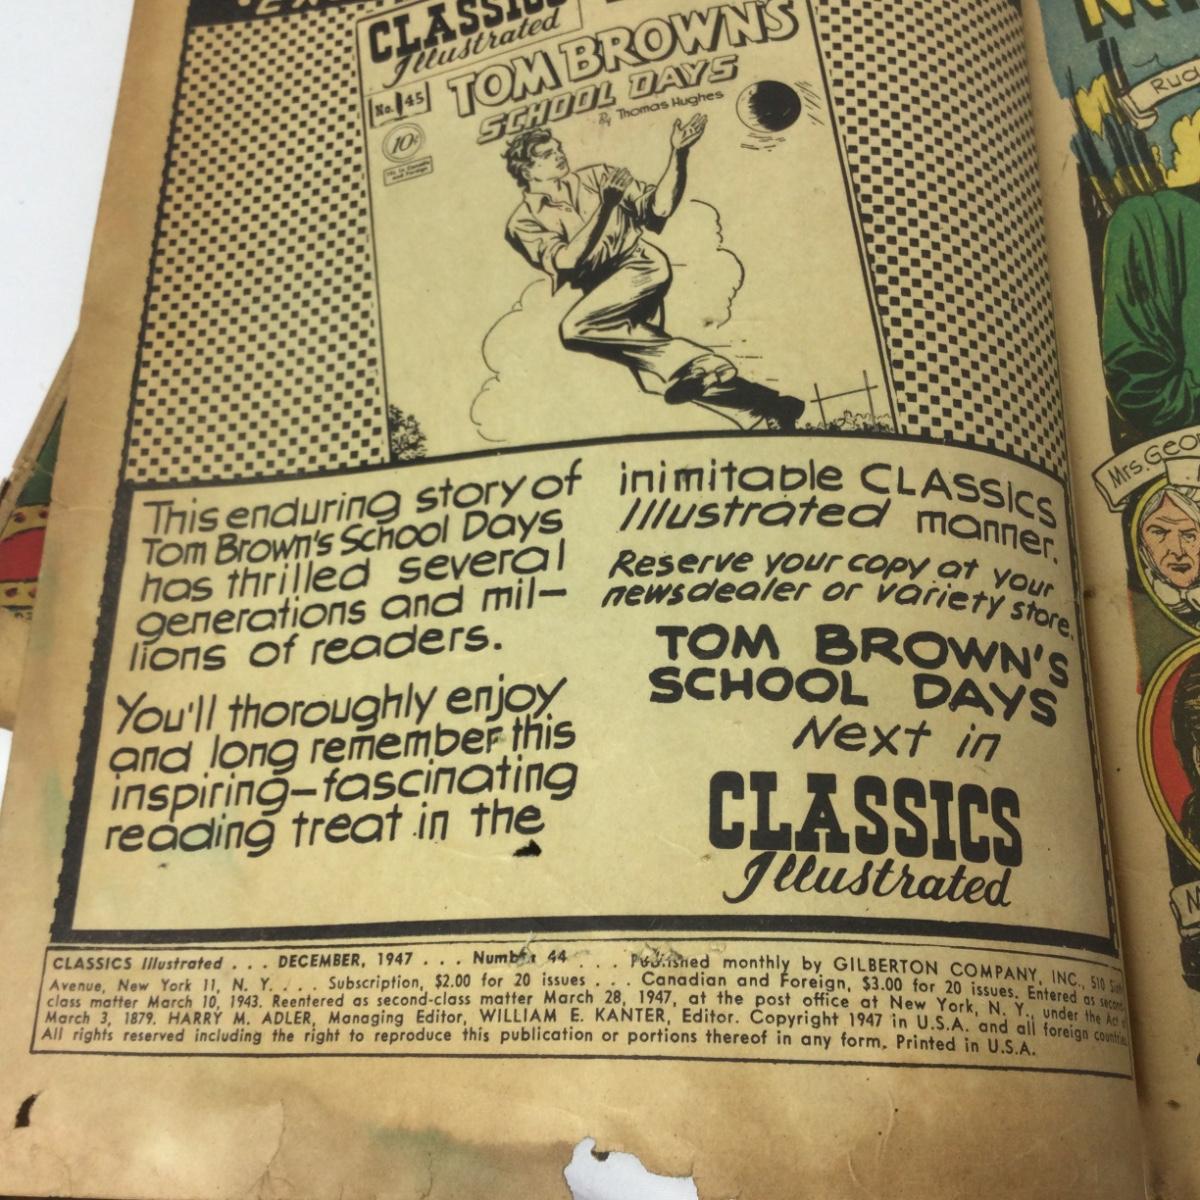 CLASSICS
Illustrated
TOM BROWN'S
SCHOOL DAYS
By Thomas Hughes
No. 45
10¢
15¢ in Canada
and Foreign
This enduring story of
Tom Brown's School Days
has thrilled several
generations and mil-
lions of readers.
You'll thoroughly enjoy
and long remember this
inspiring-fascinating
reading treat in the
inimitable CLASSICS
Illustrated manner.
Reserve your copy at your
newsdealer or variety store.
TOM BROWN'S
SCHOOL DAYS
Next in
CLASSICS
Illustrated
CLASSICS Illustrated . . . DECEMBER, 1947 . . . Number 44 . . . Published monthly by GILBERTON COMPANY, INC., 510 Sixth
Avenue, New York 11, N. Y. . . . Subscription, $2.00 for 20 issues . . . Canadian and Foreign, $3.00 for 20 issues. Entered as second
class matter March 10, 1943. Reentered as second-class matter March 28, 1947, at the post office at New York, N. Y., under the Act of
March 3, 1879. HARRY M. ADLER, Managing Editor, WILLIAM E. KANTER, Editor. Copyright 1947 in U.S.A. and all foreign countries.
All rights reserved including the right to reproduce this publication or portions thereof in any form. Printed in U.S.A.
Mrs. Geo